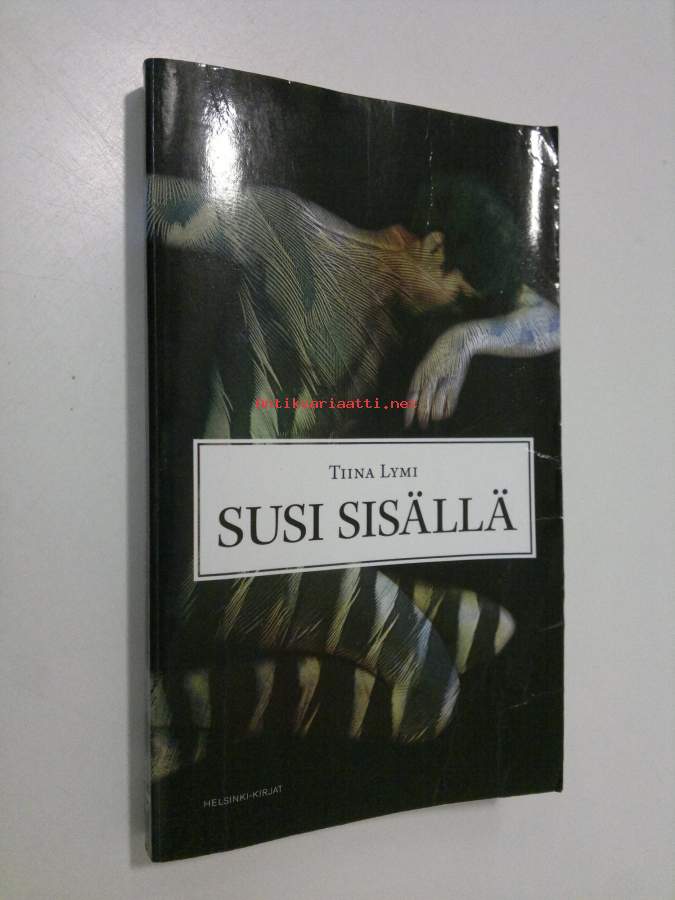 antikvariaatti.net
TIINA LYMI
SUSI SISÄLLÄ
HELSINKI-KIRJAT